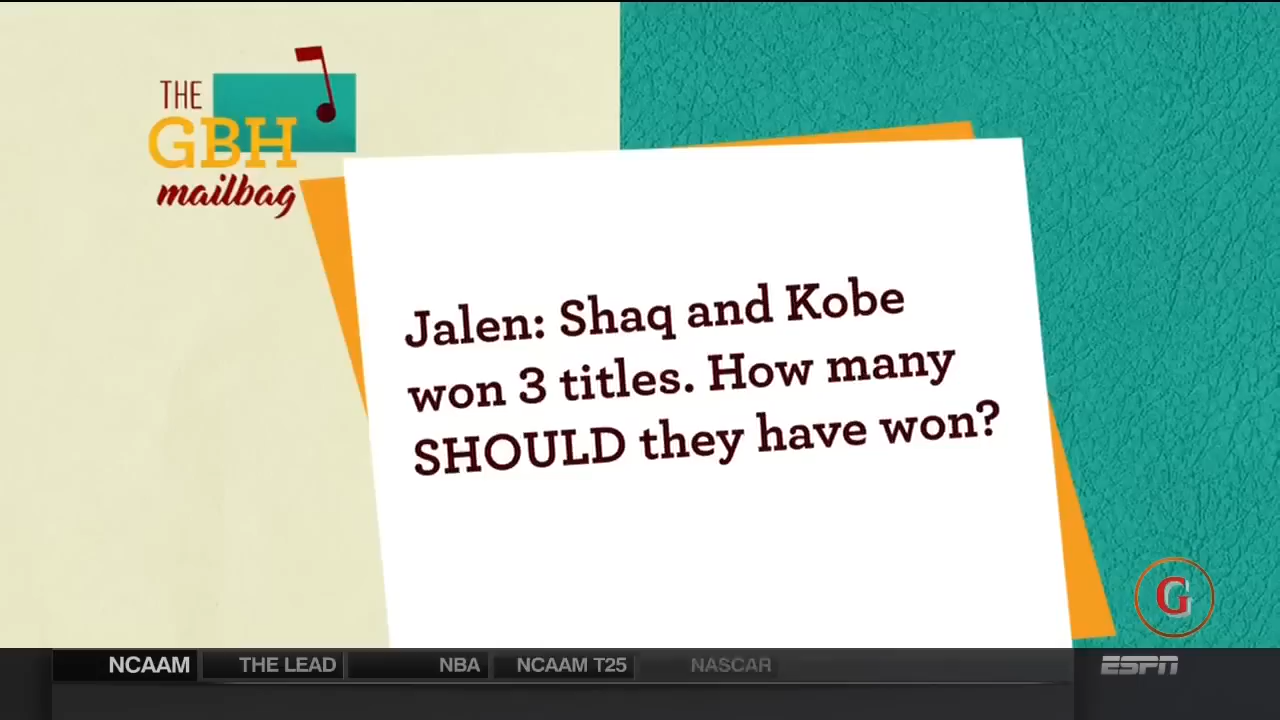 THE
GBH
mailbag
Jalen: Shaq and Kobe
won 3 titles. How many
SHOULD they have won?
G
NCAAM THE LEAD NBA NCAAM T25 NASCAR ESPN